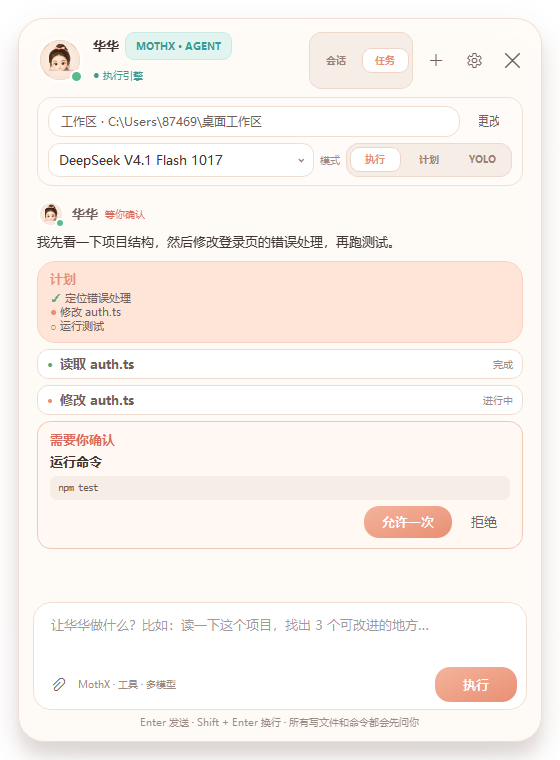 华华 MOTHX • AGENT
• 执行引擎
会话 任务
工作区 · C:\Users\87469\桌面工作区 更改
DeepSeek V4.1 Flash 1017 模式 执行 计划 YOLO
华华 等你确认
我先看一下项目结构，然后修改登录页的错误处理，再跑测试。
计划
✓ 定位错误处理
● 修改 auth.ts
○ 运行测试
● 读取 auth.ts 完成
● 修改 auth.ts 进行中
需要你确认
运行命令
npm test
允许一次 拒绝
让华华做什么？比如：读一下这个项目，找出 3 个可改进的地方...
MothX · 工具 · 多模型 执行
Enter 发送 · Shift + Enter 换行 · 所有写文件和命令都会先问你